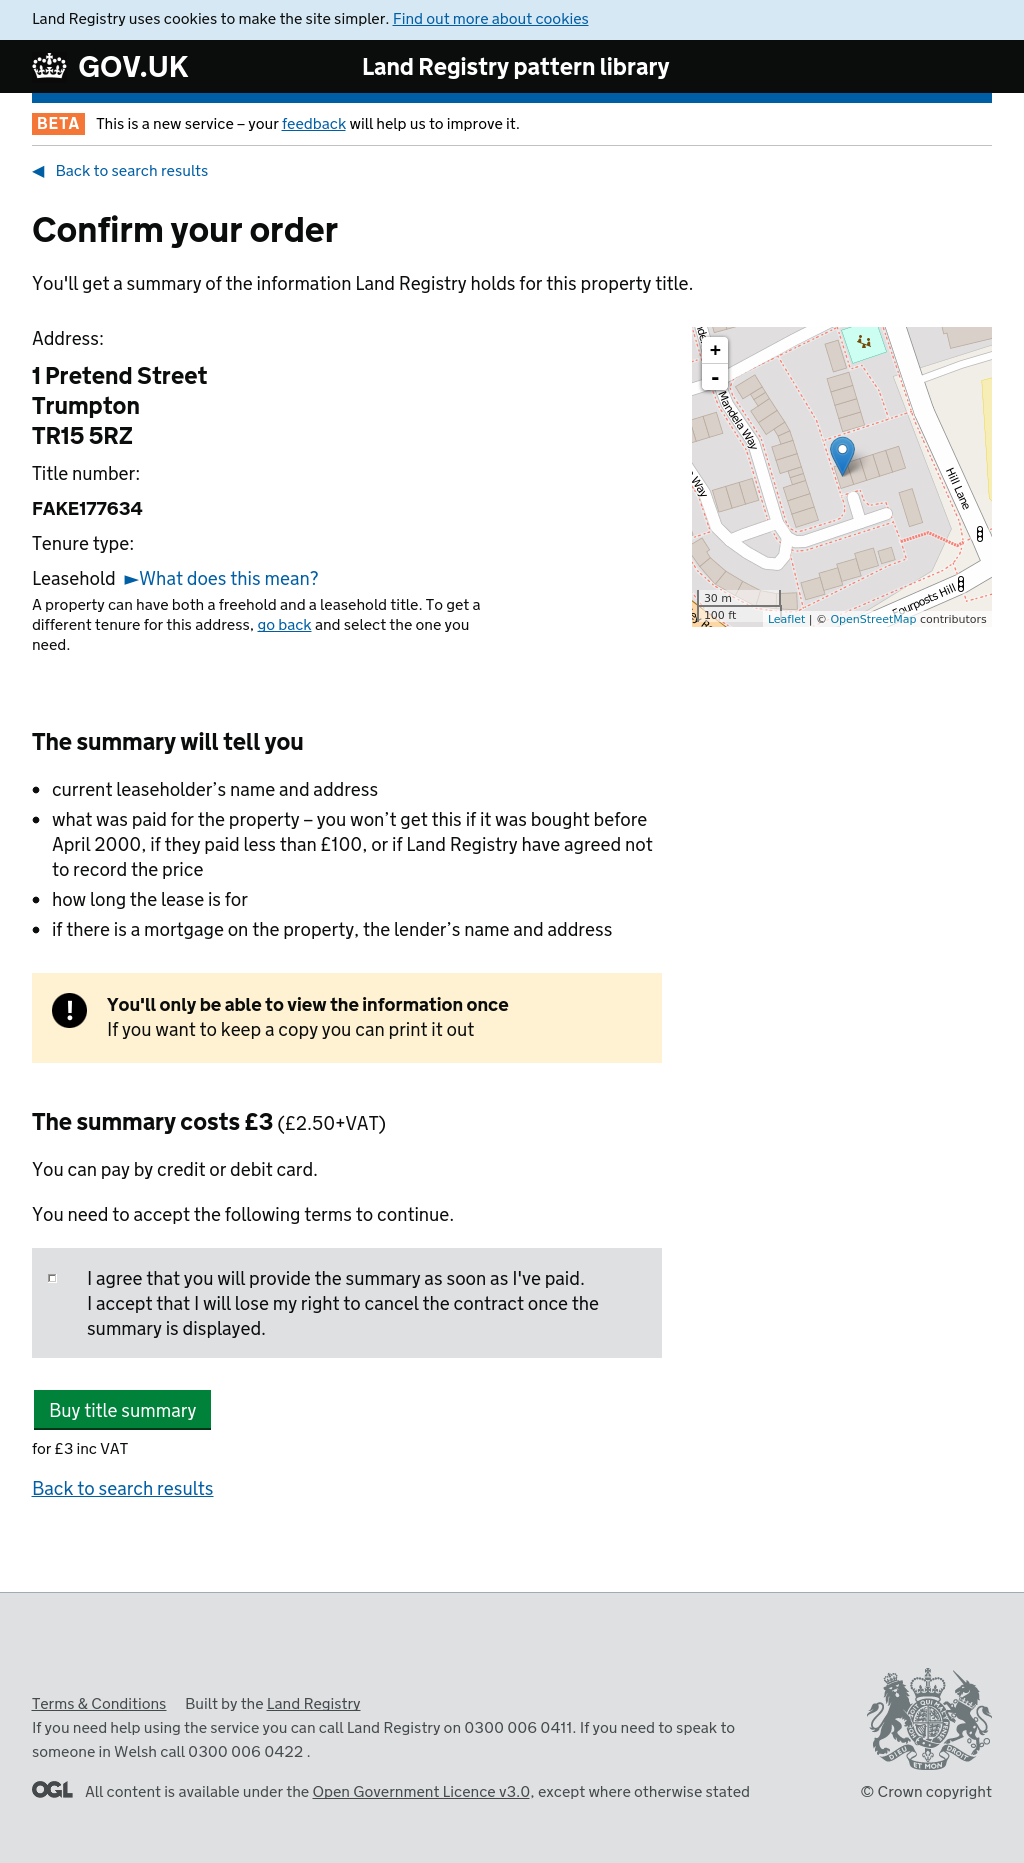 Land Registry uses cookies to make the site simpler. Find out more about cookies
GOV.UK
Land Registry pattern library
BETA This is a new service – your feedback will help us to improve it.
◀ Back to search results
Confirm your order
You'll get a summary of the information Land Registry holds for this property title.
Address:
1 Pretend Street
Trumpton
TR15 5RZ
Title number:
FAKE177634
Tenure type:
Leasehold ►What does this mean?
A property can have both a freehold and a leasehold title. To get a
different tenure for this address, go back and select the one you
need.
+
-
Mandela Way
Way
Hill Lane
Fourposts Hill
30 m
100 ft
Leaflet | © OpenStreetMap contributors
The summary will tell you
• current leaseholder’s name and address
• what was paid for the property – you won’t get this if it was bought before
April 2000, if they paid less than £100, or if Land Registry have agreed not
to record the price
• how long the lease is for
• if there is a mortgage on the property, the lender’s name and address
! You'll only be able to view the information once
If you want to keep a copy you can print it out
The summary costs £3 (£2.50+VAT)
You can pay by credit or debit card.
You need to accept the following terms to continue.
I agree that you will provide the summary as soon as I've paid.
I accept that I will lose my right to cancel the contract once the
summary is displayed.
Buy title summary
for £3 inc VAT
Back to search results
Terms & Conditions Built by the Land Registry
If you need help using the service you can call Land Registry on 0300 006 0411. If you need to speak to
someone in Welsh call 0300 006 0422 .
OGL All content is available under the Open Government Licence v3.0, except where otherwise stated
DIEU ET MON DROIT
© Crown copyright